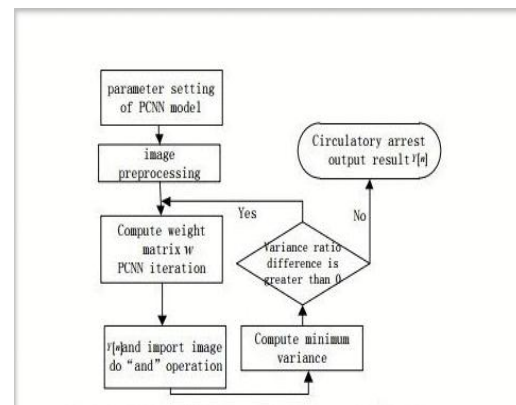 parameter setting
of PCNN model
image
preprocessing
Compute weight
matrix w
PCNN iteration
Y[n]and import image
do “and” operation
Compute minimum
variance
Variance ratio
difference is
greater than 0
Yes
No
Circulatory arrest
output result Y[n]